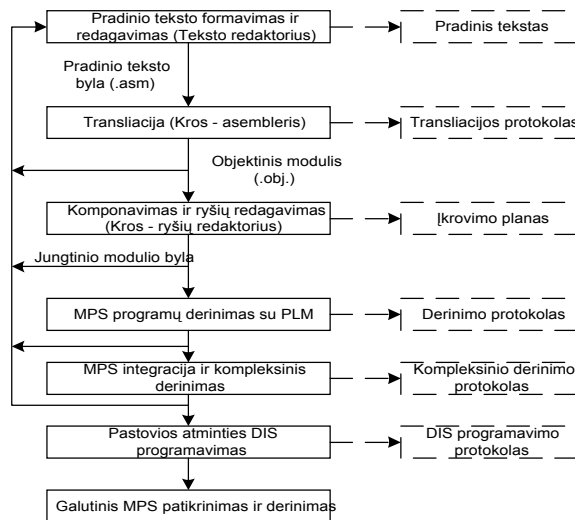 Pradinio teksto formavimas ir
redagavimas (Teksto redaktorius)
Pradinis tekstas
Pradinio teksto
byla (.asm)
Transliacija (Kros - asembleris)
Transliacijos protokolas
Objektinis modulis
(.obj.)
Komponavimas ir ryšių redagavimas
(Kros - ryšių redaktorius)
Įkrovimo planas
Jungtinio modulio byla
MPS programų derinimas su PLM
Derinimo protokolas
MPS integracija ir kompleksinis
derinimas
Kompleksinio derinimo
protokolas
Pastovios atminties DIS
programavimas
DIS programavimo
protokolas
Galutinis MPS patikrinimas ir derinimas